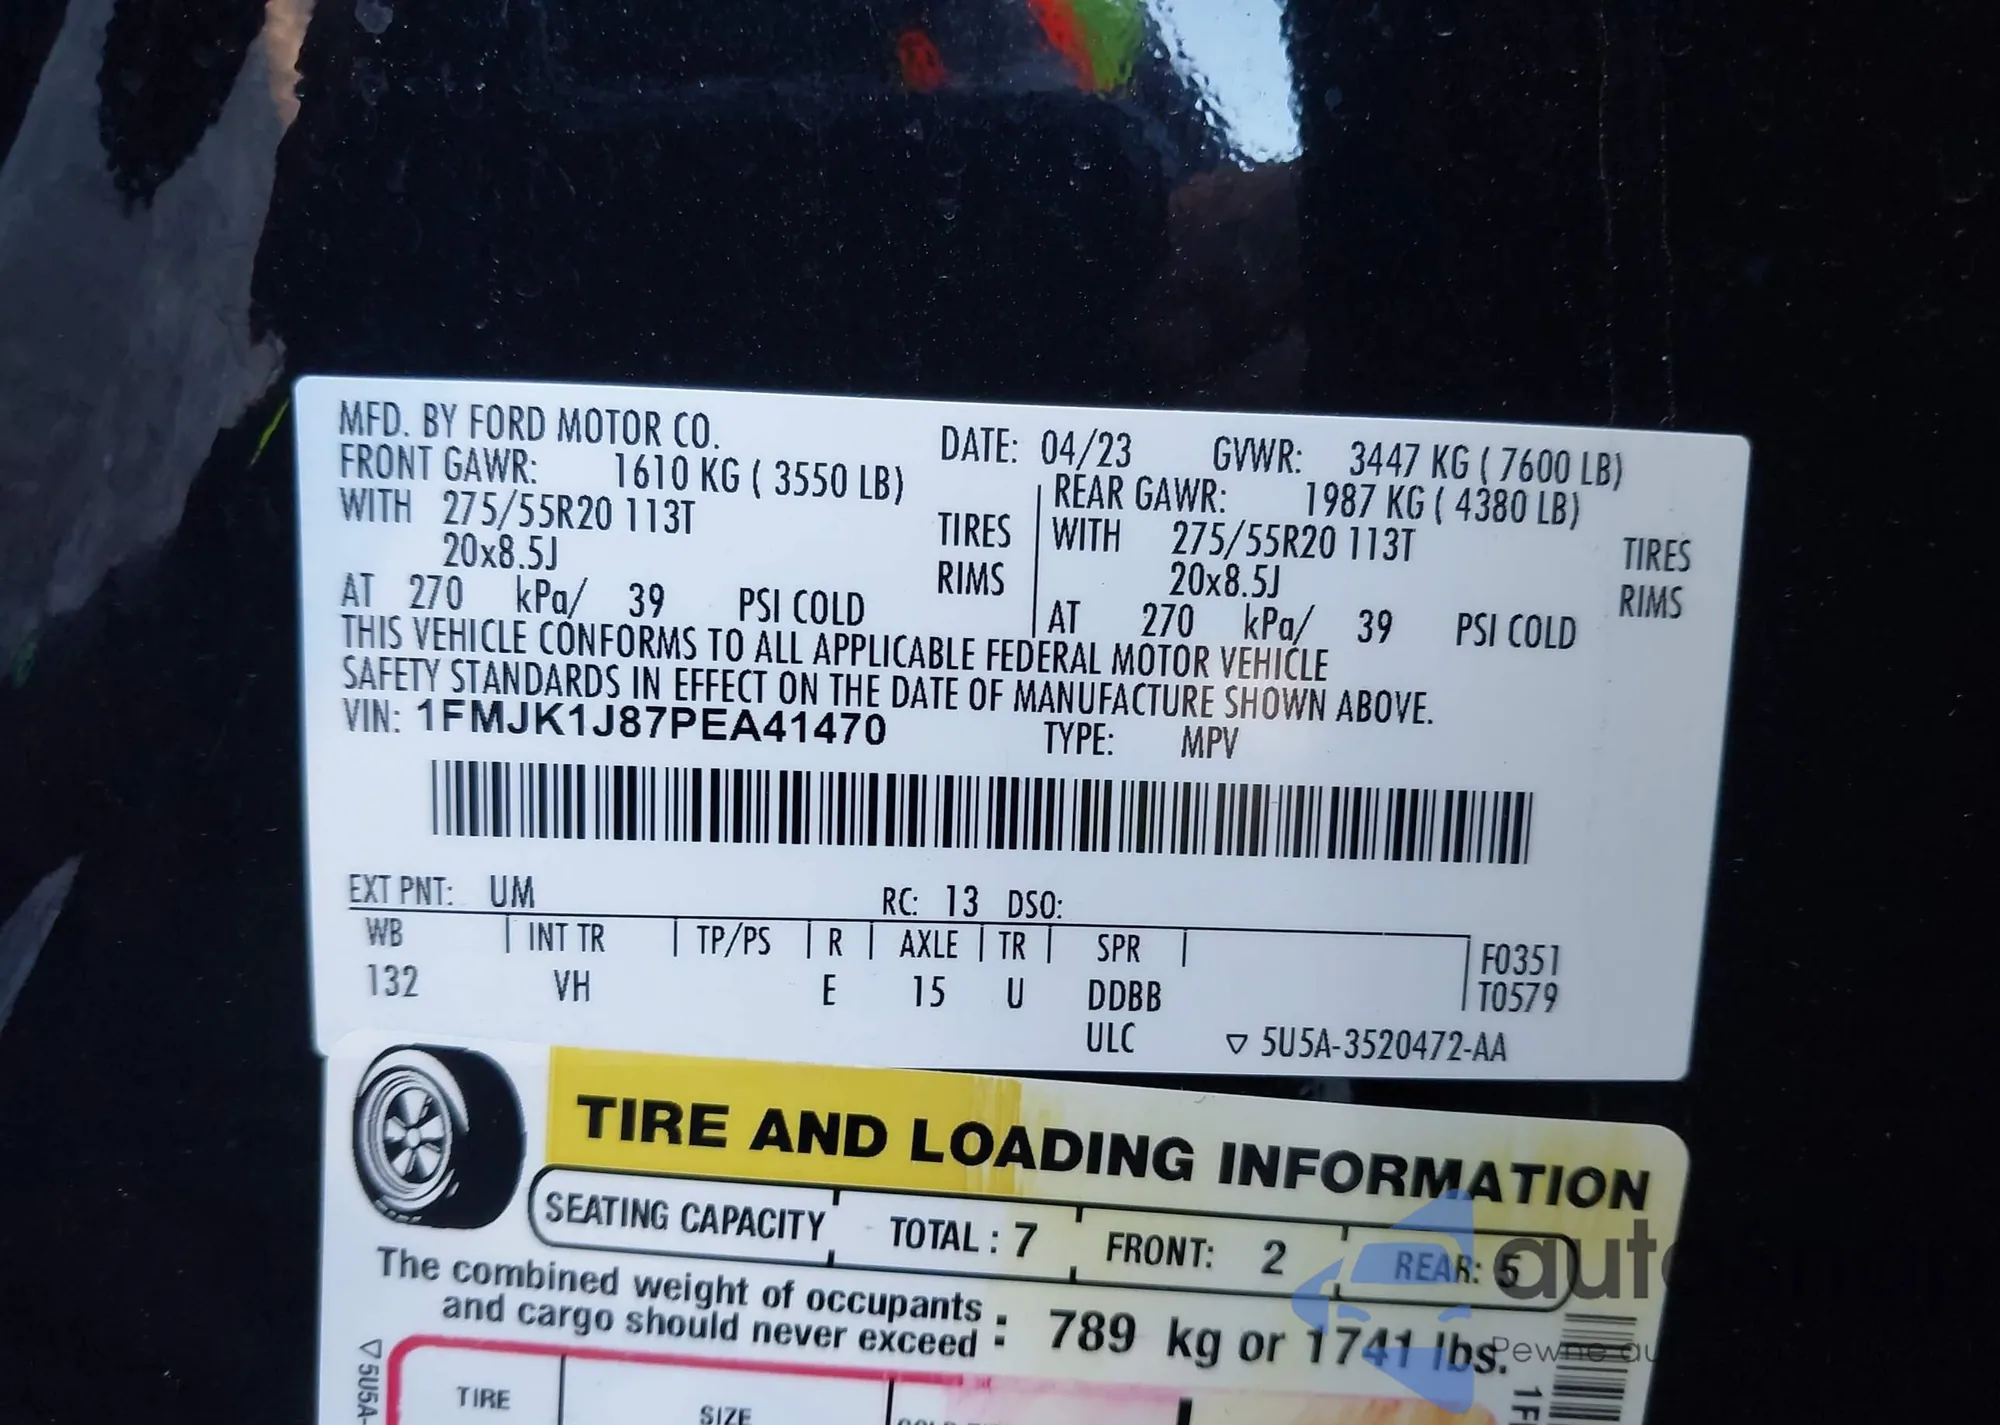 MFD. BY FORD MOTOR CO. DATE: 04/23 GVWR: 3447 KG ( 7600 LB)
FRONT GAWR: 1610 KG ( 3550 LB) REAR GAWR: 1987 KG ( 4380 LB)
WITH 275/55R20 113T TIRES WITH 275/55R20 113T TIRES
20x8.5J RIMS 20x8.5J RIMS
AT 270 kPa/ 39 PSI COLD AT 270 kPa/ 39 PSI COLD
THIS VEHICLE CONFORMS TO ALL APPLICABLE FEDERAL MOTOR VEHICLE
SAFETY STANDARDS IN EFFECT ON THE DATE OF MANUFACTURE SHOWN ABOVE.
VIN: 1FMJK1J87PEA41470 TYPE: MPV
EXT PNT: UM RC: 13 DSO:
WB INT TR TP/PS R AXLE TR SPR F0351
132 VH E 15 U DDBB T0579
ULC ▽ 5U5A-3520472-AA
TIRE AND LOADING INFORMATION
SEATING CAPACITY TOTAL : 7 FRONT: 2 REAR: 5
The combined weight of occupants
and cargo should never exceed : 789 kg or 1741 lbs.
TIRE SIZE
▽5U5A-
1F
Pewne